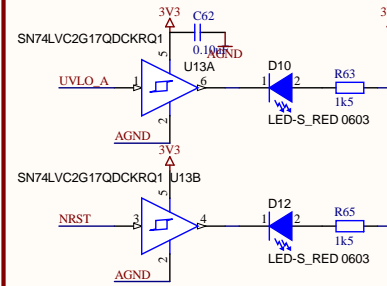 3V3
C62
SN74LVC2G17QDCKRQ1
0.10uF
AGND
5
U13A
D10
R63
UVLO_A
1
6
1
2
2
1k5
LED-S_RED 0603
AGND
3V3
SN74LVC2G17QDCKRQ1
U13B
5
D12
R65
NRST
3
4
1
2
2
1k5
LED-S_RED 0603
AGND